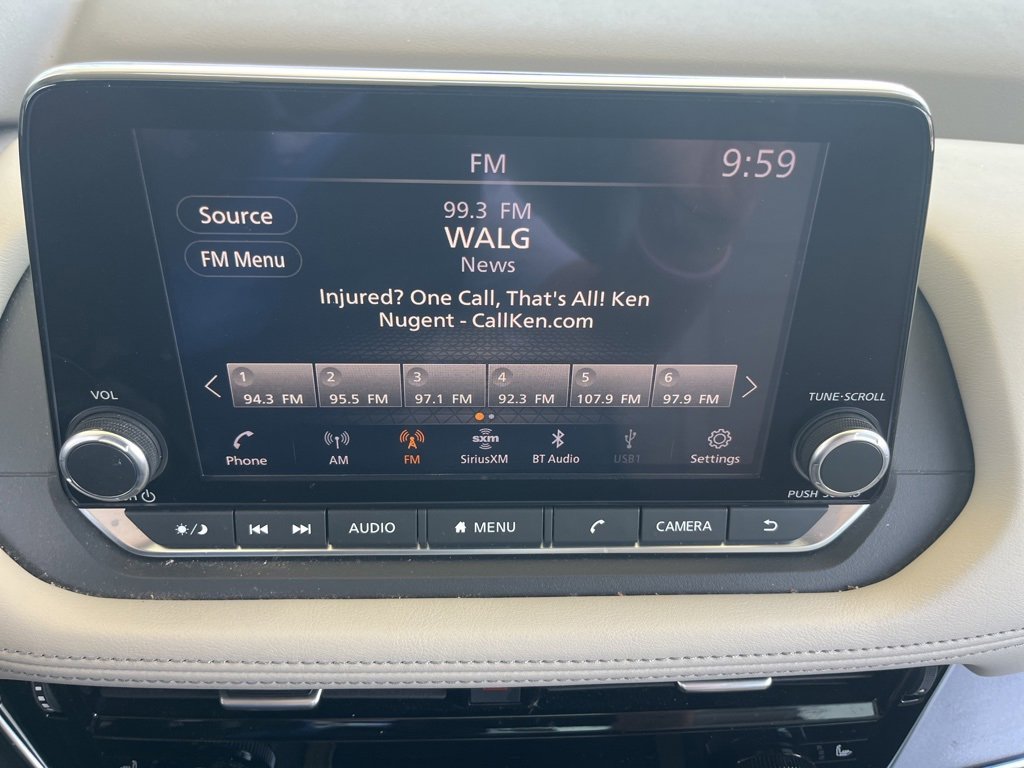 FM
9:59
Source
99.3 FM
WALG
FM Menu
News
Injured? One Call, That's All! Ken
Nugent - CallKen.com
1 2 3 4 5 6
94.3 FM 95.5 FM 97.1 FM 92.3 FM 107.9 FM 97.9 FM
VOL
TUNE·SCROLL
Phone AM FM SiriusXM BT Audio USB1 Settings
sxm
PUSH
AUDIO MENU CAMERA